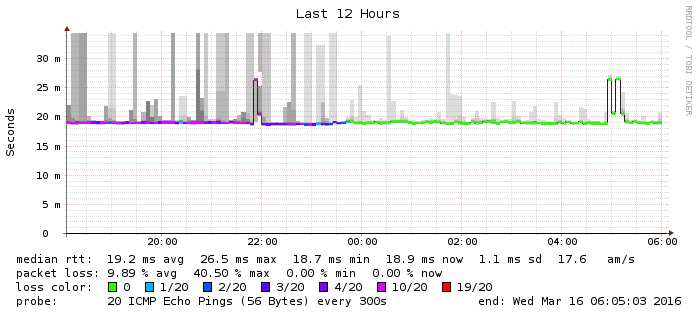 Last 12 Hours
RRDTOOL / TOBI OETIKER
Seconds
30 m
25 m
20 m
15 m
10 m
5 m
0
20:00 22:00 00:00 02:00 04:00 06:00
median rtt: 19.2 ms avg 26.5 ms max 18.7 ms min 18.9 ms now 1.1 ms sd 17.6 am/s
packet loss: 9.89 % avg 40.50 % max 0.00 % min 0.00 % now
loss color: 0 1/20 2/20 3/20 4/20 10/20 19/20
probe: 20 ICMP Echo Pings (56 Bytes) every 300s end: Wed Mar 16 06:05:03 2016